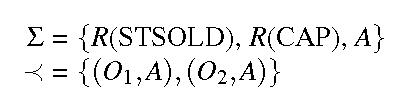 Σ = {R(STSOLD), R(CAP), A}
≺ = {(O₁,A), (O₂,A)}